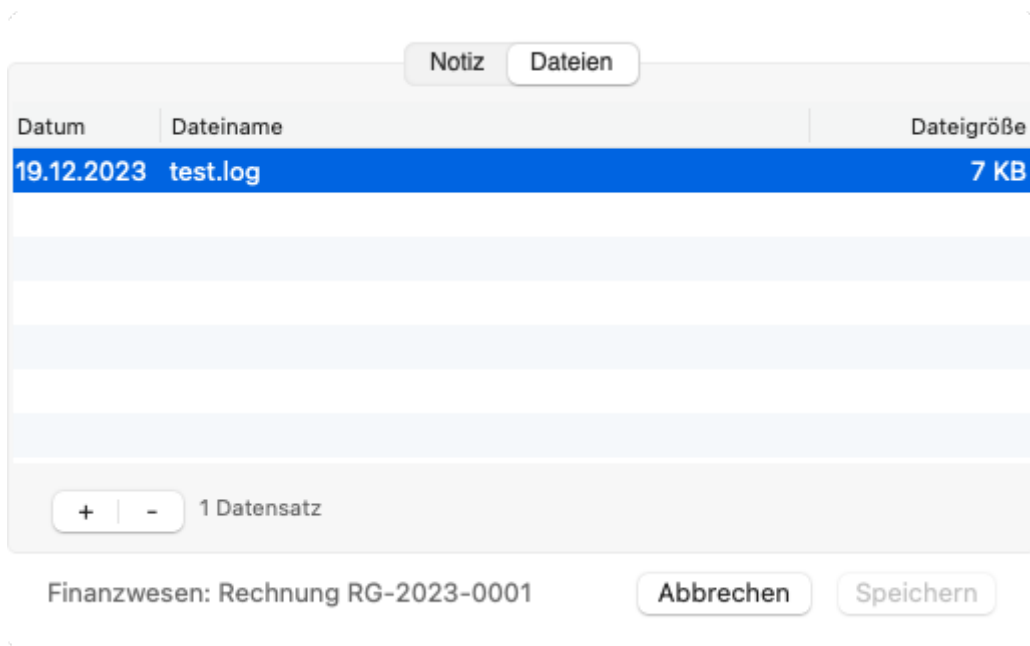 Notiz Dateien
Datum Dateiname Dateigröße
19.12.2023 test.log 7 KB
+ - 1 Datensatz
Finanzwesen: Rechnung RG-2023-0001 Abbrechen Speichern